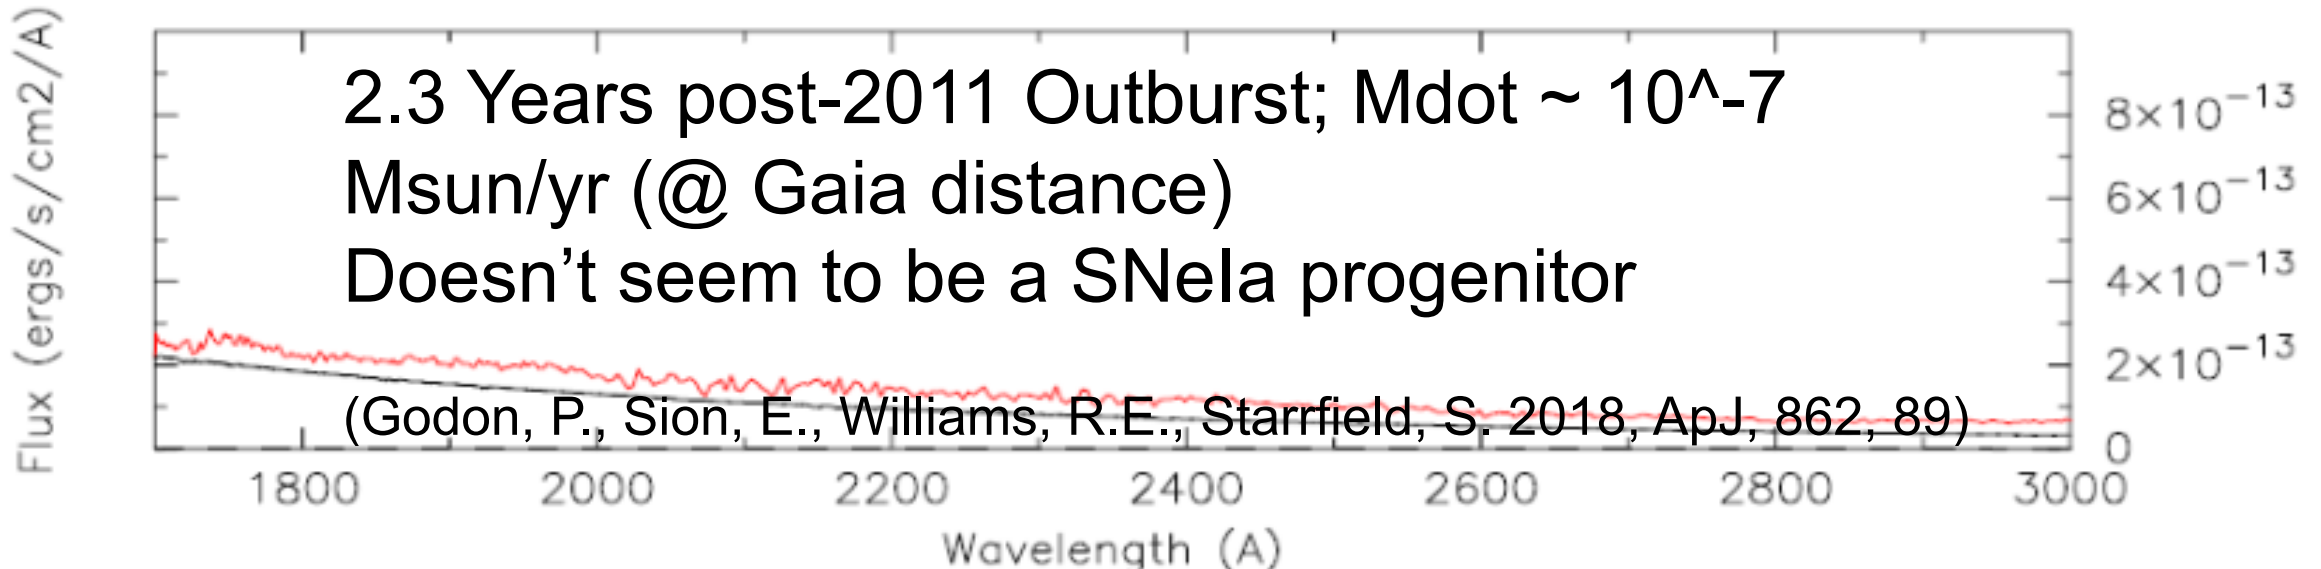 Flux (ergs/s/cm2/A)
2.3 Years post-2011 Outburst; Mdot ~ 10^-7
Msun/yr (@ Gaia distance)
Doesn’t seem to be a SNeIa progenitor
(Godon, P., Sion, E., Williams, R.E., Starrfield, S. 2018, ApJ, 862, 89)
8×10−13
6×10−13
4×10−13
2×10−13
0
1800 2000 2200 2400 2600 2800 3000
Wavelength (A)